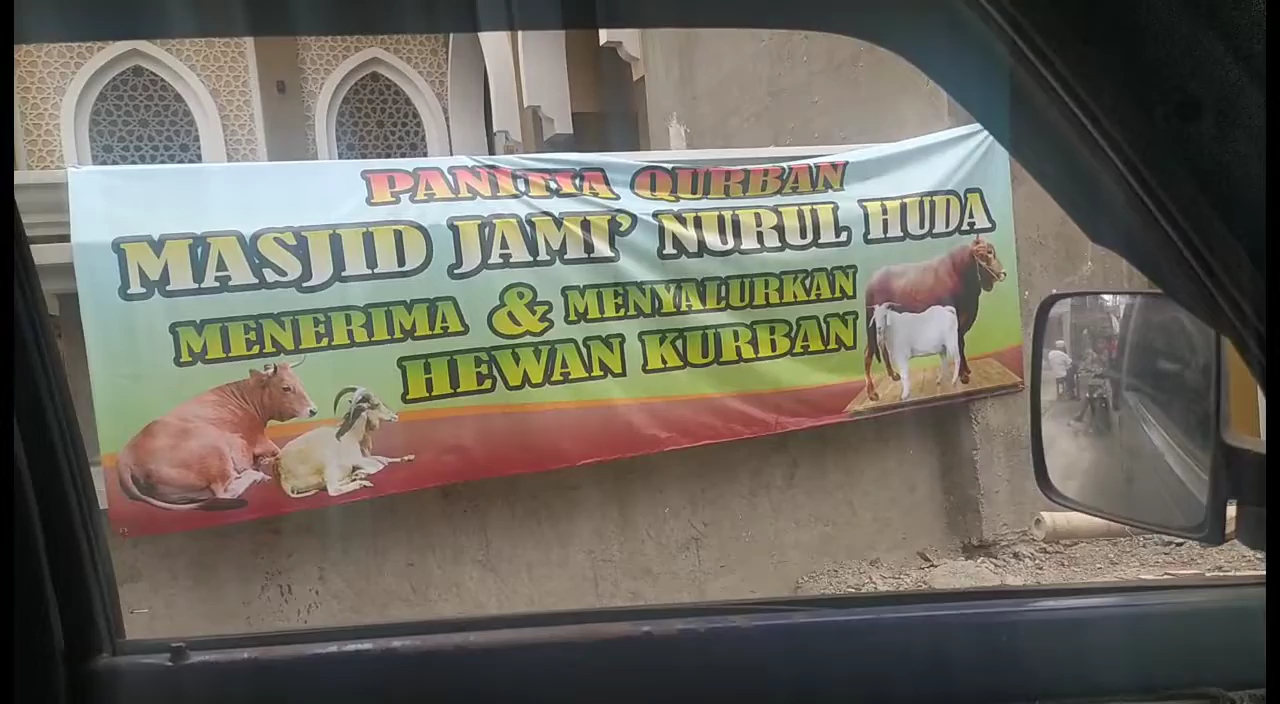 PANITIA QURBAN
MASJID JAMI' NURUL HUDA
MENERIMA & MENYALURKAN
HEWAN KURBAN